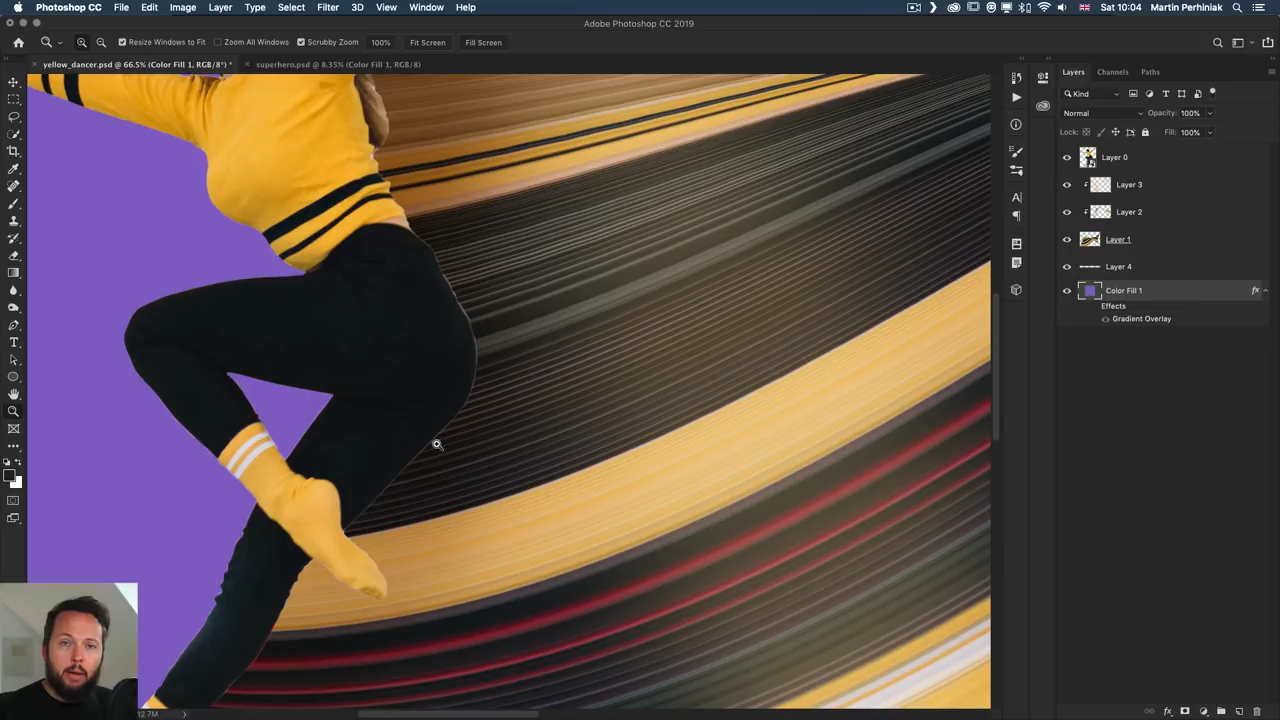 Photoshop CC File Edit Image Layer Type Select Filter 3D View Window Help Sat 10:04 Martin Perhiniak
Adobe Photoshop CC 2019
Resize Windows to Fit All Windows Scrubby Zoom 100% Fit Screen Fill Screen
yellow_dancer.psd @ 66.5% (Color Fill 1, RGB/8*) * superhero.psd @ 8.35% (Color Fill 1, RGB/8)
Layers Channels Paths
Kind
Normal Opacity: 100%
Lock: Fill: 100%
Layer 0
Layer 3
Layer 2
Layer 1
Layer 4
Color Fill 1 fx
Effects
Gradient Overlay
12.7M
fx